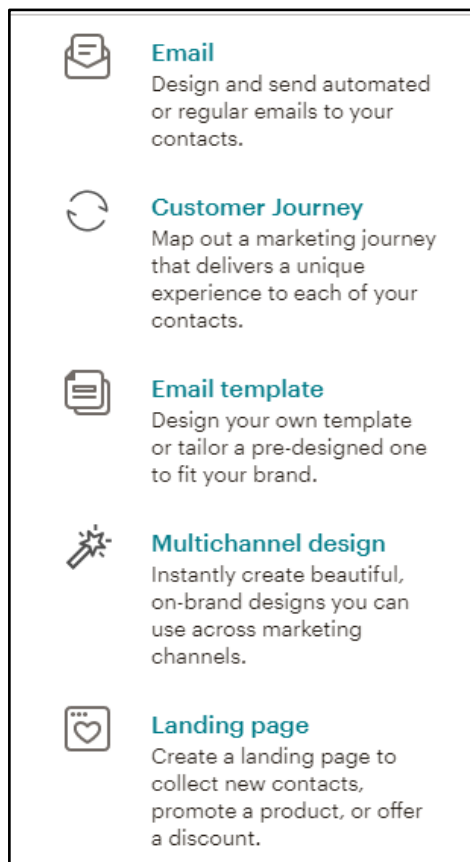 Email
Design and send automated
or regular emails to your
contacts.
Customer Journey
Map out a marketing journey
that delivers a unique
experience to each of your
contacts.
Email template
Design your own template
or tailor a pre-designed one
to fit your brand.
Multichannel design
Instantly create beautiful,
on-brand designs you can
use across marketing
channels.
Landing page
Create a landing page to
collect new contacts,
promote a product, or offer
a discount.